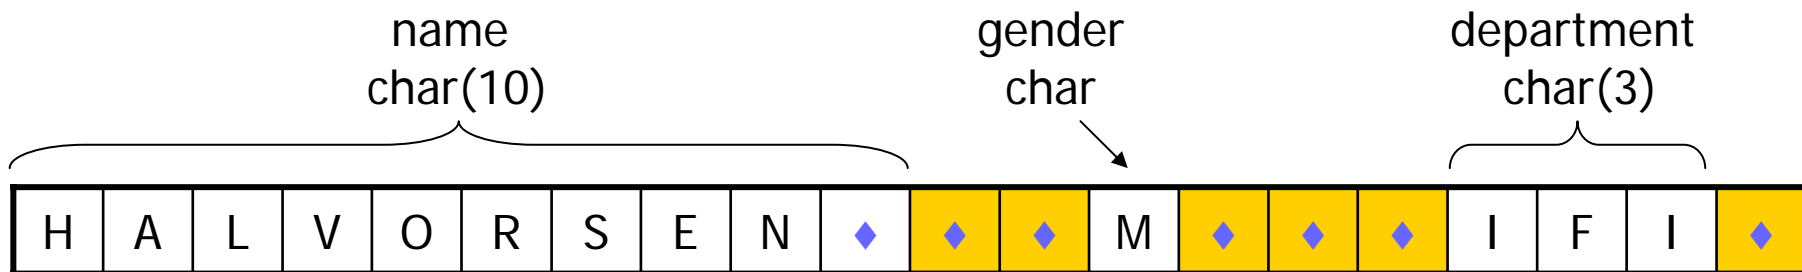 name gender department
char(10) char char(3)
H A L V O R S E N ♦ ♦ ♦ M ♦ ♦ ♦ I F I ♦